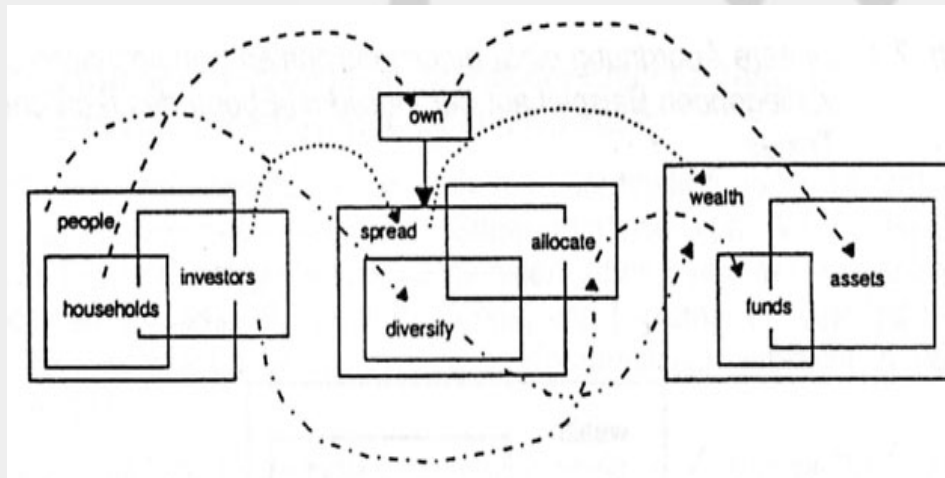 own
people
wealth
spread
allocate
investors
assets
households
funds
diversify